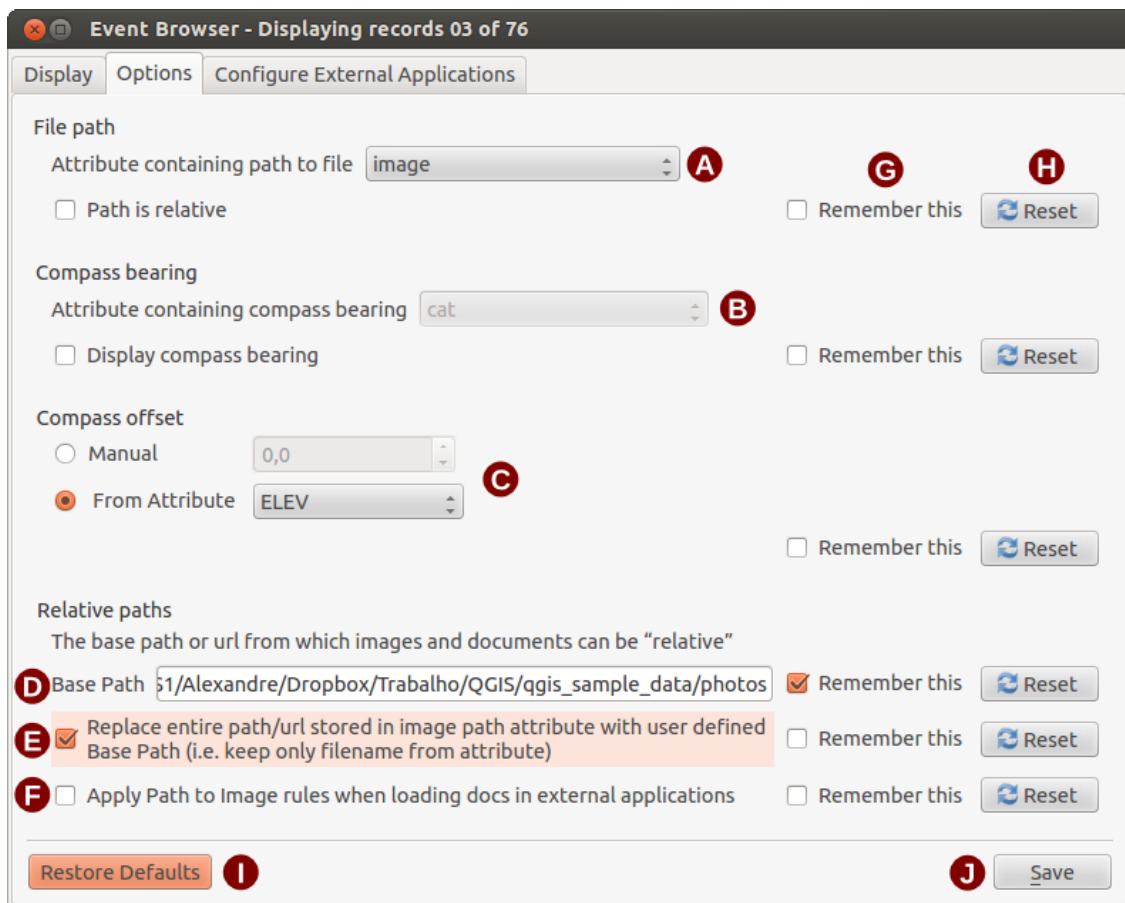 Event Browser - Displaying records 03 of 76
Display Options Configure External Applications
File path
Attribute containing path to file image A G H
Path is relative Remember this Reset
Compass bearing
Attribute containing compass bearing cat B
Display compass bearing Remember this Reset
Compass offset
Manual 0,0
C
From Attribute ELEV
Remember this Reset
Relative paths
The base path or url from which images and documents can be “relative”
D Base Path 51/Alexandre/Dropbox/Trabalho/QGIS/qgis_sample_data/photos Remember this Reset
E Replace entire path/url stored in image path attribute with user defined
Base Path (i.e. keep only filename from attribute) Remember this Reset
F Apply Path to Image rules when loading docs in external applications Remember this Reset
Restore Defaults I J Save